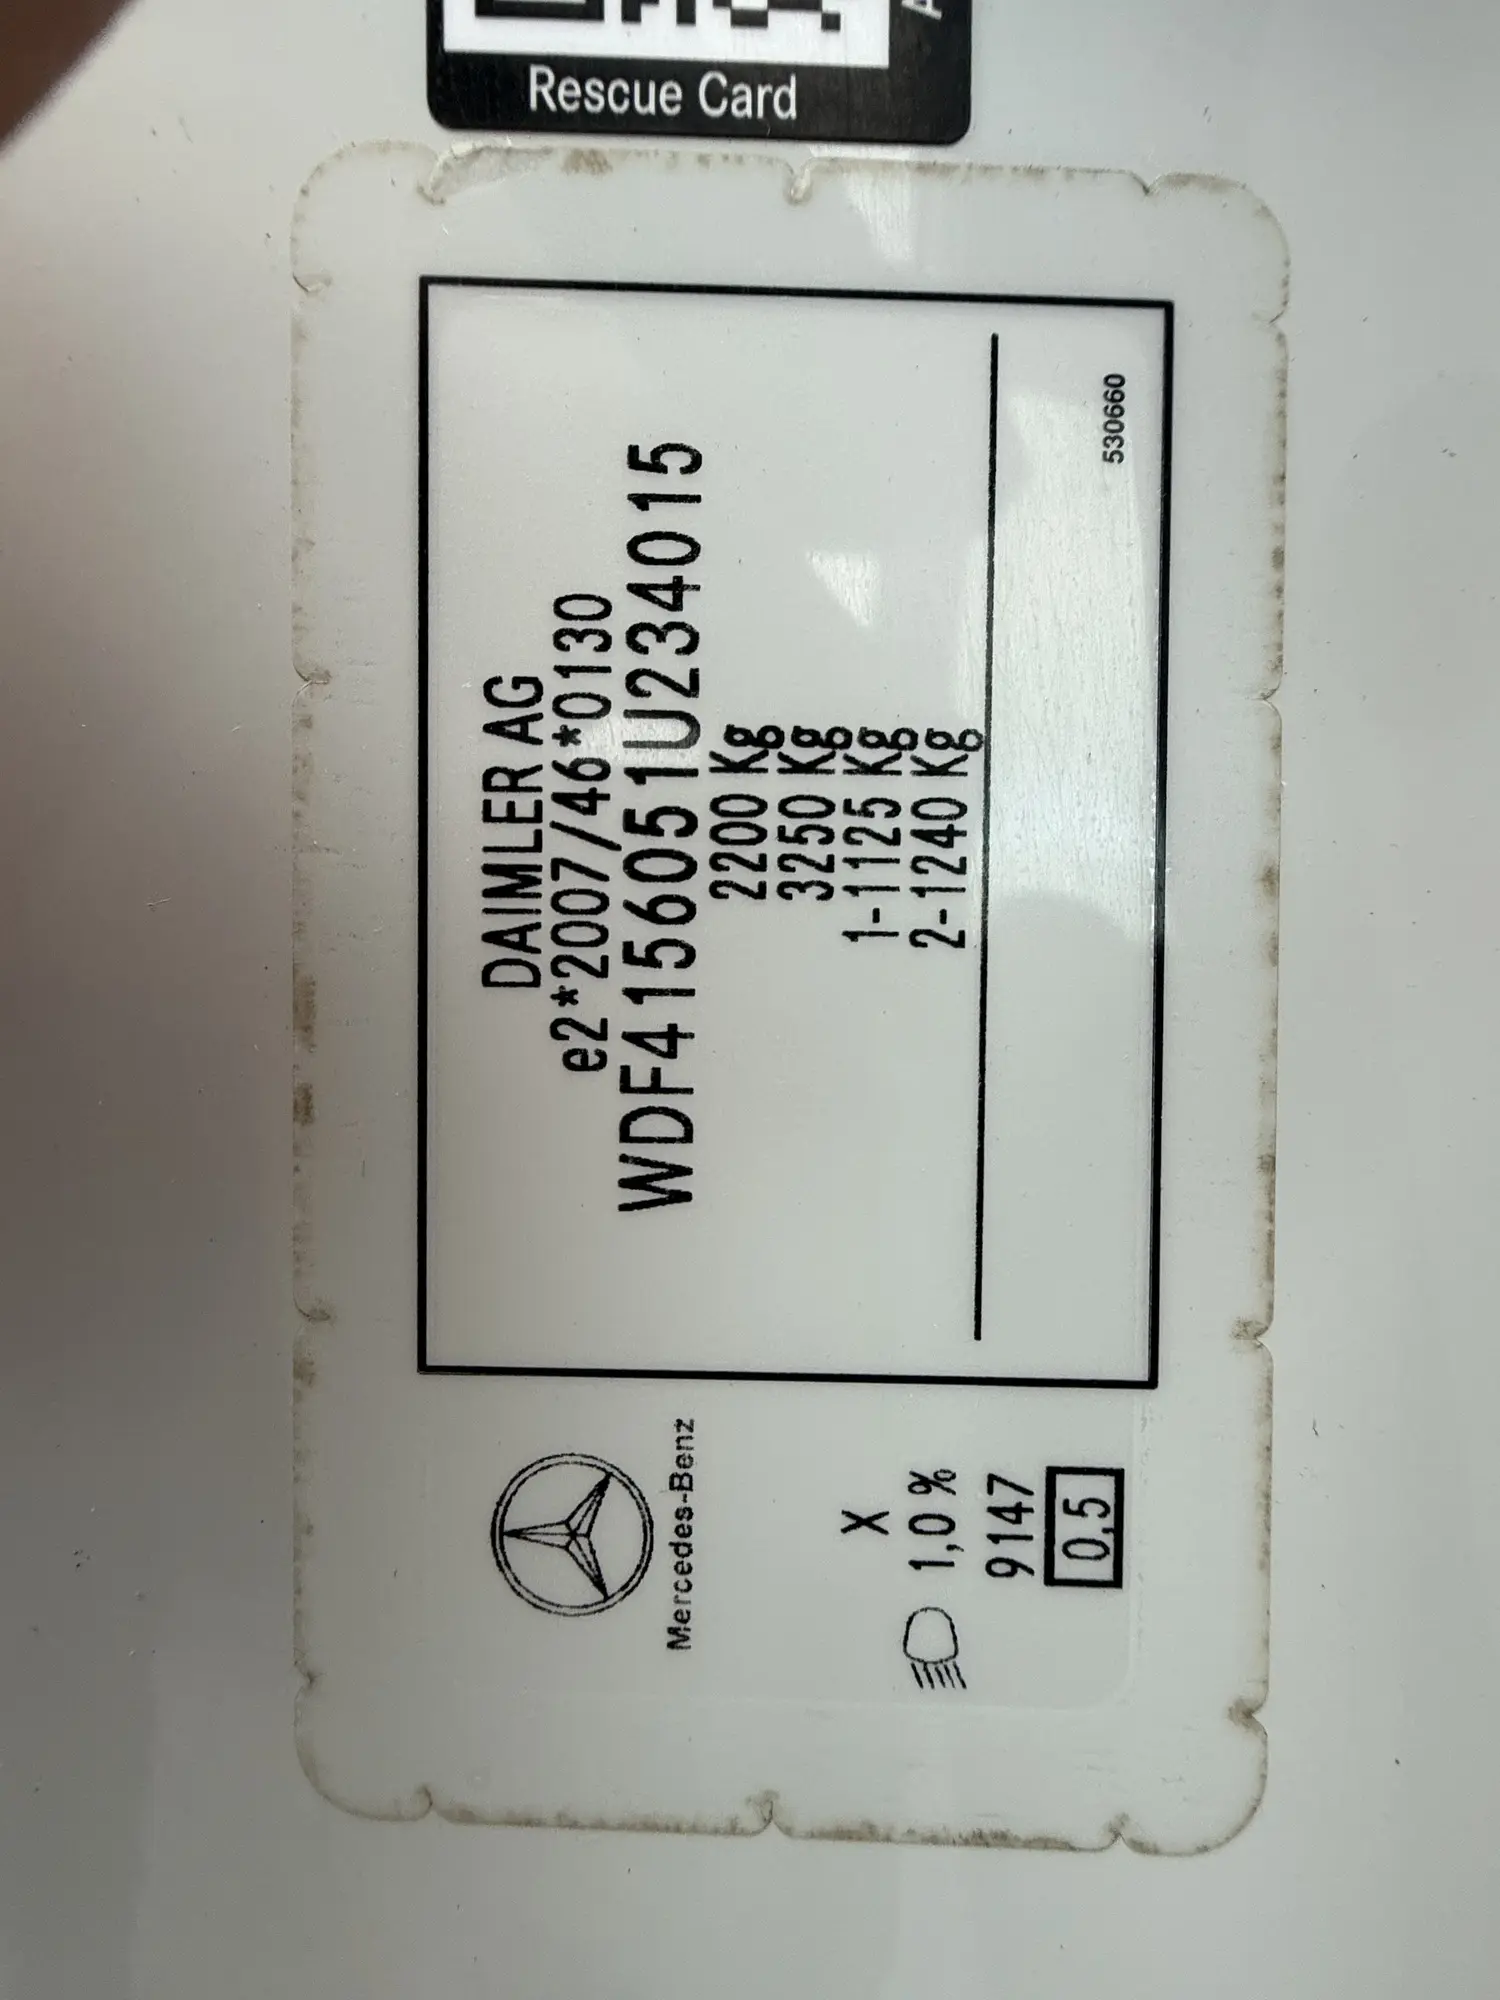 Rescue Card
A
DAIMLER AG
e2*2007/46*0130
WDF4156051U234015
2200 Kg
3250 Kg
1-1125 Kg
2-1240 Kg
530660
Mercedes-Benz
X
1,0 %
9147
0,5